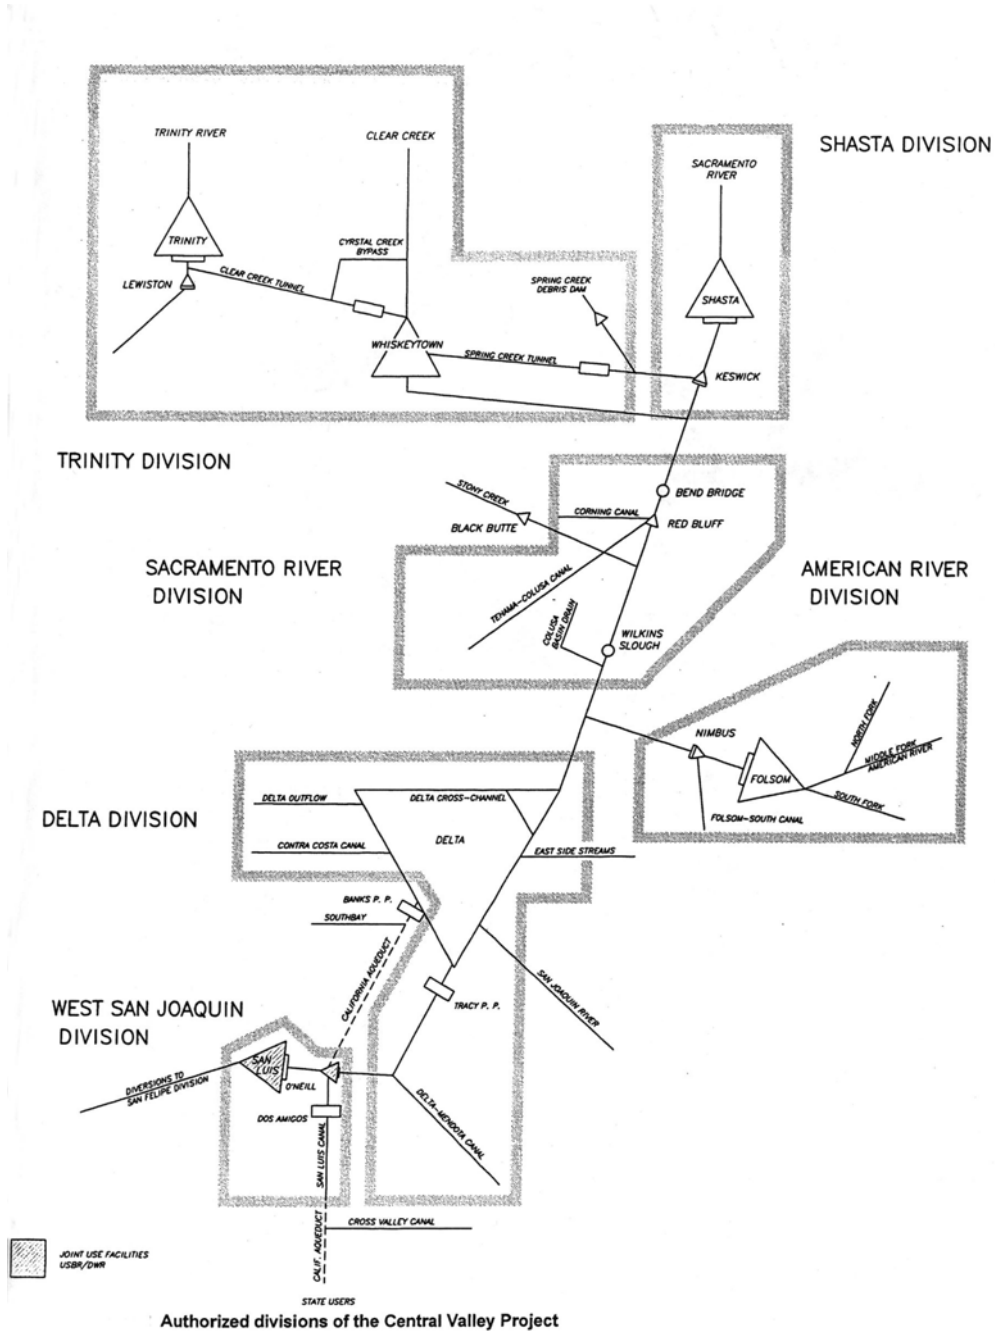 TRINITY RIVER
CLEAR CREEK
SHASTA DIVISION
SACRAMENTO
RIVER
TRINITY
CYRSTAL CREEK
BYPASS
CLEAR CREEK TUNNEL
LEWISTON
SPRING CREEK
DEBRIS DAM
SHASTA
WHISKEYTOWN
SPRING CREEK TUNNEL
KESWICK
TRINITY DIVISION
STONY CREEK
BEND BRIDGE
CORNING CANAL
BLACK BUTTE
RED BLUFF
SACRAMENTO RIVER
DIVISION
AMERICAN RIVER
DIVISION
TEHAMA-COLUSA CANAL
COLUSA
BASIN DRAIN
WILKINS
SLOUGH
NIMBUS
NORTH FORK
FOLSOM
MIDDLE FORK
AMERICAN RIVER
SOUTH FORK
FOLSOM-SOUTH CANAL
DELTA DIVISION
DELTA OUTFLOW
DELTA CROSS-CHANNEL
DELTA
CONTRA COSTA CANAL
EAST SIDE STREAMS
BANKS P. P.
SOUTHBAY
CALIFORNIA AQUEDUCT
SAN JOAQUIN RIVER
TRACY P. P.
WEST SAN JOAQUIN
DIVISION
SAN
LUIS
O'NEILL
DIVERSIONS TO
SAN FELIPE DIVISION
DOS AMIGOS
DELTA-MENDOTA CANAL
SAN LUIS CANAL
CALIF. AQUEDUCT
CROSS VALLEY CANAL
JOINT USE FACILITIES
USBR/DWR
STATE USERS
Authorized divisions of the Central Valley Project